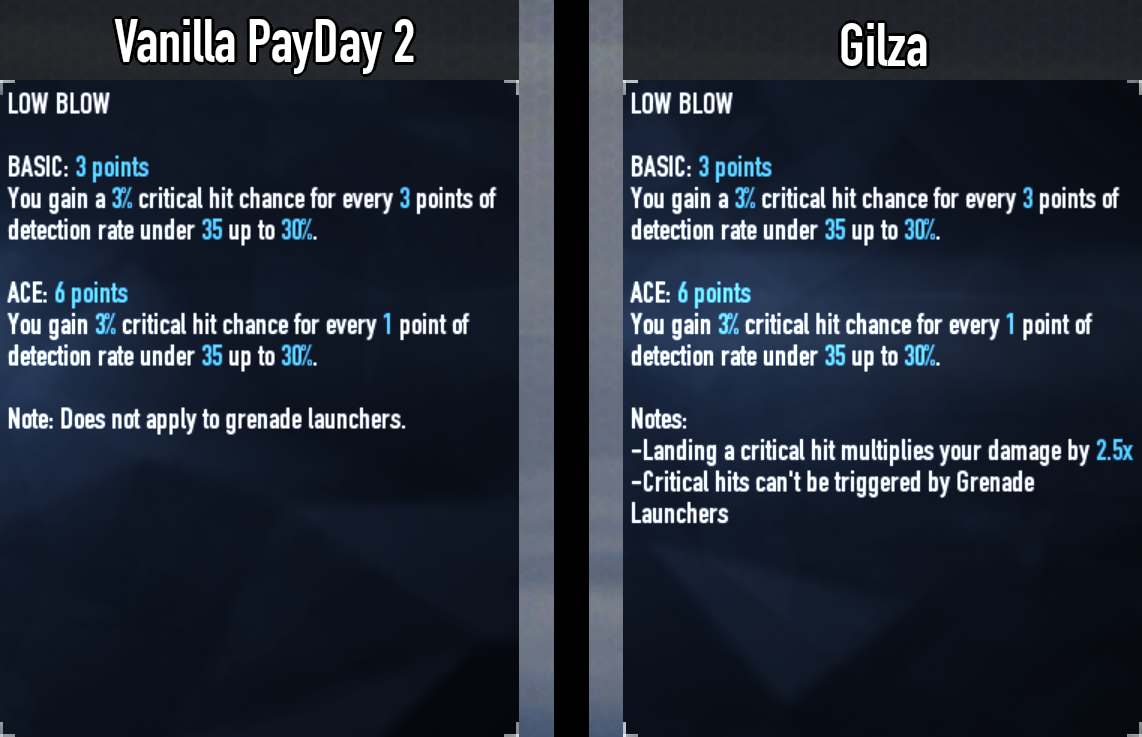 Vanilla PayDay 2
LOW BLOW
BASIC: 3 points
You gain a 3% critical hit chance for every 3 points of
detection rate under 35 up to 30%.
ACE: 6 points
You gain 3% critical hit chance for every 1 point of
detection rate under 35 up to 30%.
Note: Does not apply to grenade launchers.
Gilza
LOW BLOW
BASIC: 3 points
You gain a 3% critical hit chance for every 3 points of
detection rate under 35 up to 30%.
ACE: 6 points
You gain 3% critical hit chance for every 1 point of
detection rate under 35 up to 30%.
Notes:
-Landing a critical hit multiplies your damage by 2.5x
-Critical hits can't be triggered by Grenade
Launchers